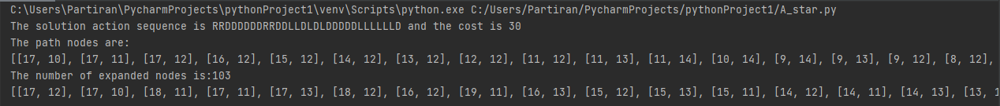 C:\Users\Partiran\PycharmProjects\pythonProject1\venv\Scripts\python.exe C:/Users/Partiran/PycharmProjects/pythonProject1/A_star.py
The solution action sequence is RRDDDDDDRRDDLLDLDLDDDDDLLLLLLD and the cost is 30
The path nodes are:
[[17, 10], [17, 11], [17, 12], [16, 12], [15, 12], [14, 12], [13, 12], [12, 12], [11, 12], [11, 13], [11, 14], [10, 14], [9, 14], [9, 13], [9, 12], [8, 12],
The number of expanded nodes is:103
[[17, 12], [17, 10], [18, 11], [17, 11], [17, 13], [18, 12], [16, 12], [19, 11], [16, 13], [15, 12], [15, 13], [15, 11], [14, 12], [14, 11], [14, 13], [13, 1